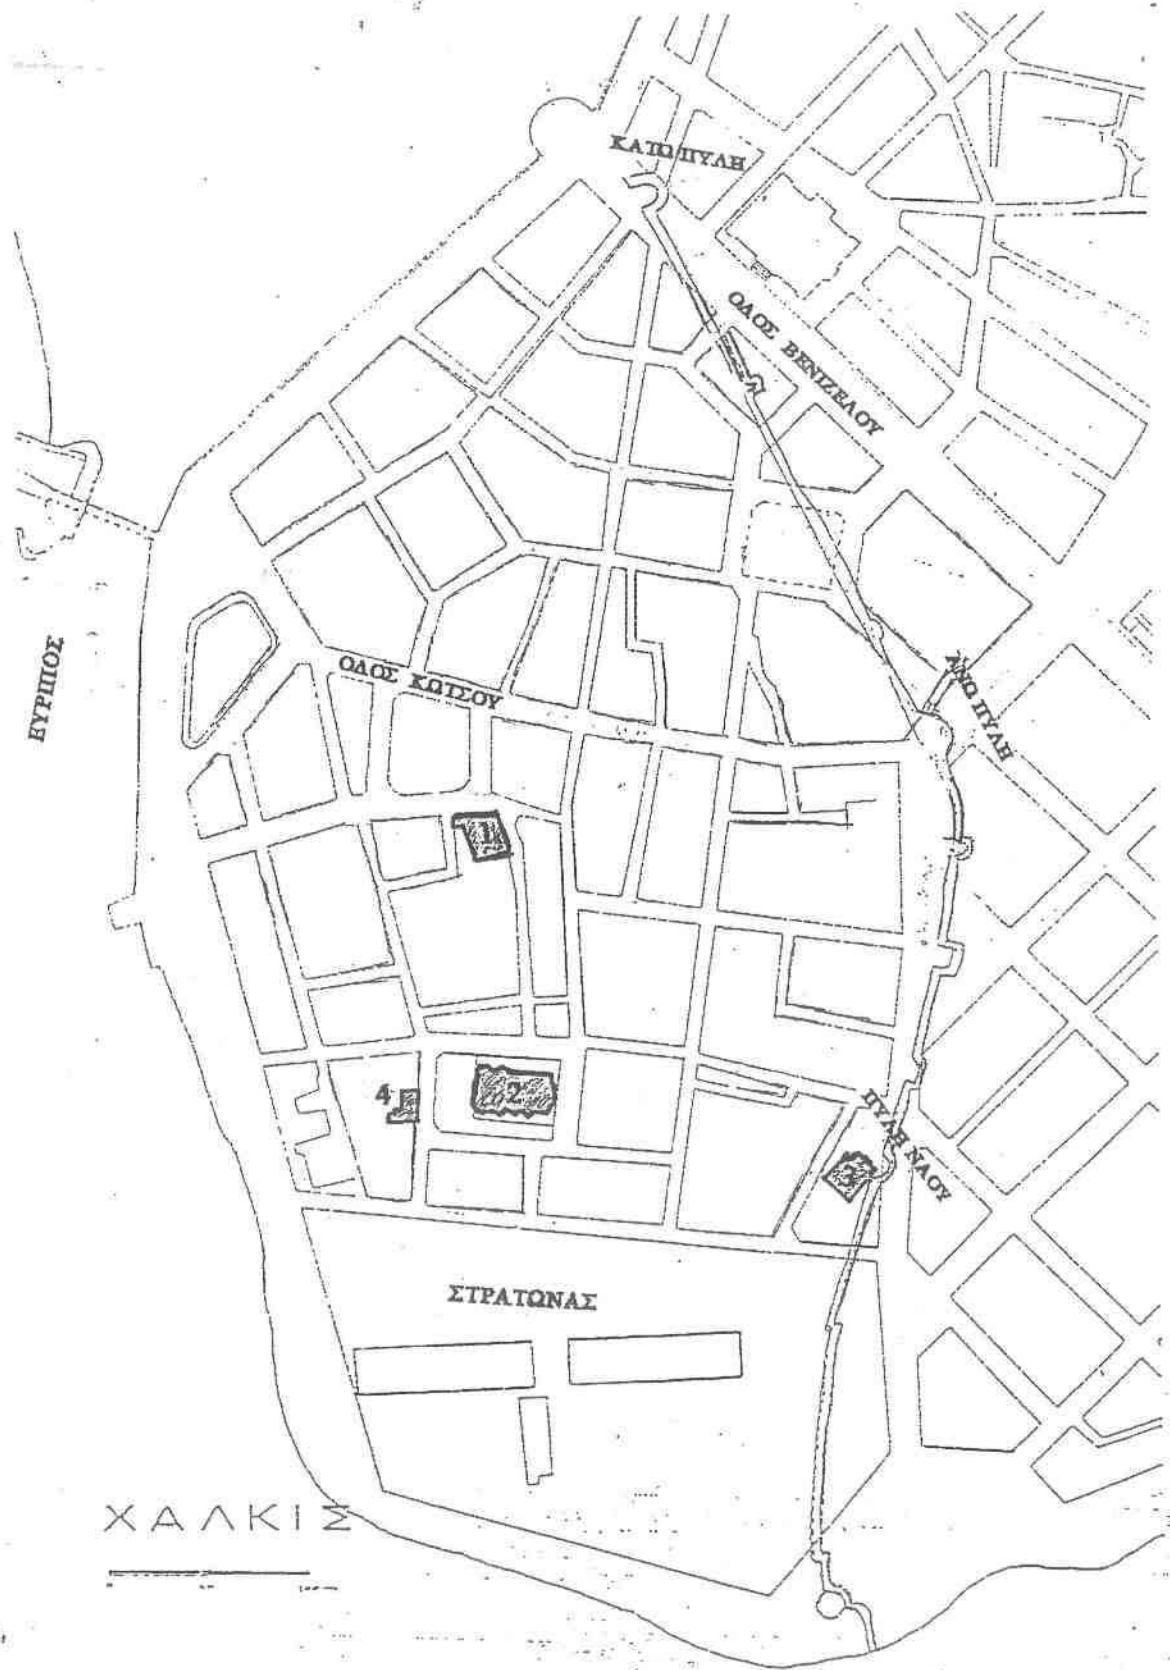 ΚΑΤΩ ΠΥΛΗ
ΟΔΟΣ ΒΕΝΙΖΕΛΟΥ
ΕΥΡΙΠΟΣ
ΟΔΟΣ ΚΩΤΣΟΥ
ΑΝΩ ΠΥΛΗ
1
4
2
ΠΥΛΗ ΝΑΟΥ
3
ΣΤΡΑΤΩΝΑΣ
ΧΑΛΚΙΣ